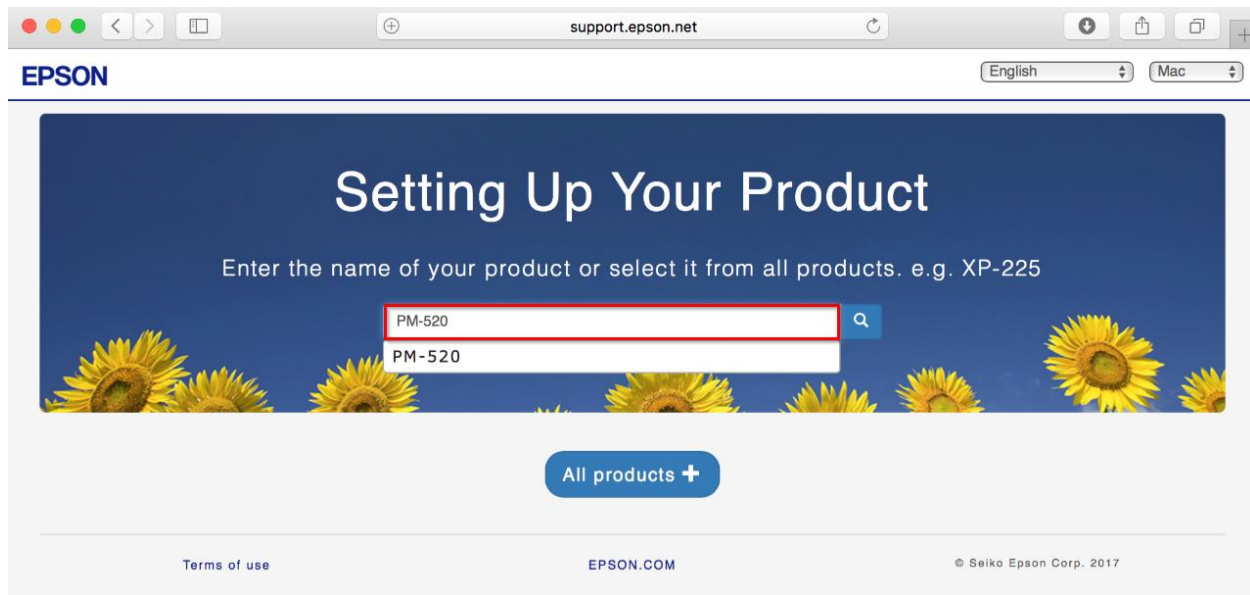 support.epson.net
EPSON
English
Mac
Setting Up Your Product
Enter the name of your product or select it from all products. e.g. XP-225
PM-520
PM-520
All products
Terms of use
EPSON.COM
© Seiko Epson Corp. 2017